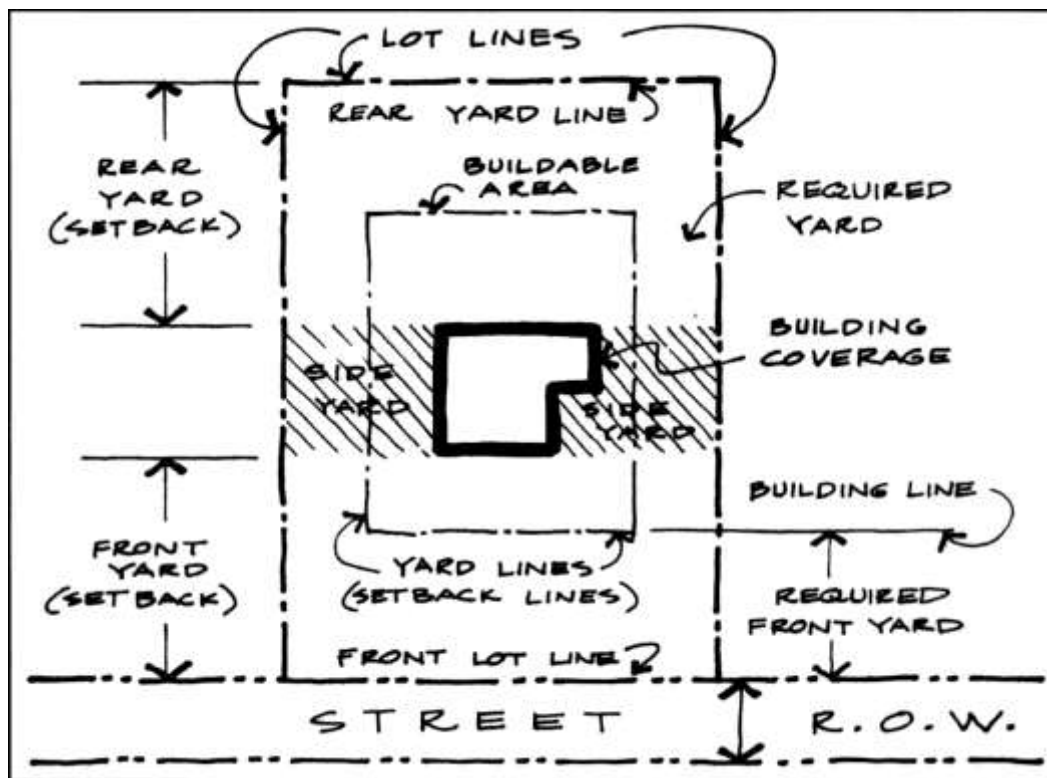 LOT LINES
REAR YARD LINE
REAR
YARD
(SETBACK)
BUILDABLE
AREA
REQUIRED
YARD
BUILDING
COVERAGE
SIDE
YARD
SIDE
YARD
BUILDING LINE
FRONT
YARD
(SETBACK)
YARD LINES
(SETBACK LINES)
REQUIRED
FRONT YARD
FRONT LOT LINE
STREET R.O.W.